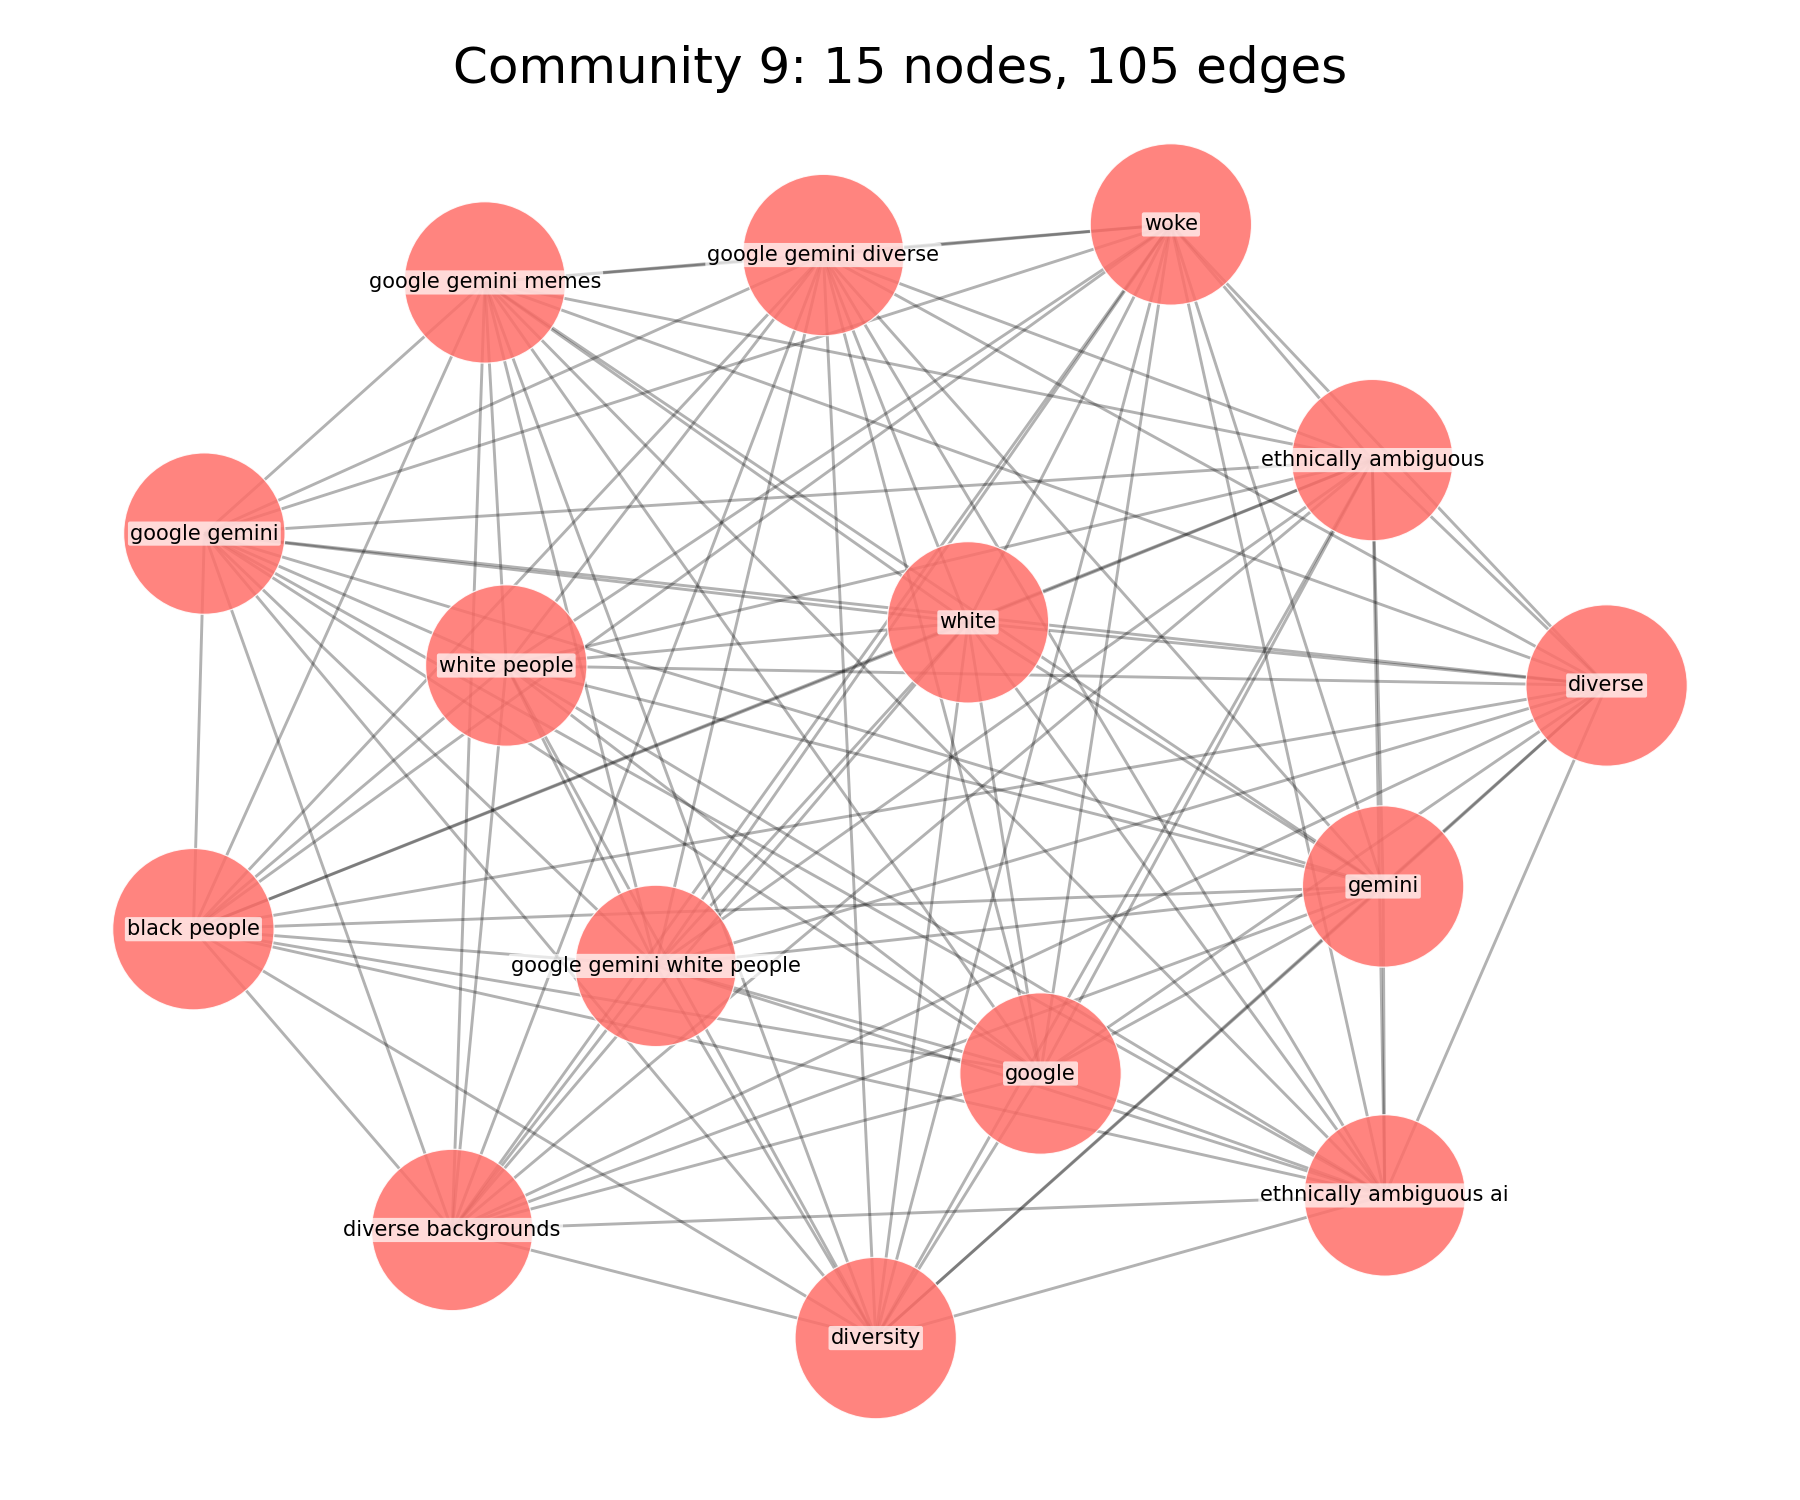 Community 9: 15 nodes, 105 edges
woke
google gemini diverse
google gemini memes
ethnically ambiguous
google gemini
white
white people
diverse
gemini
black people
google gemini white people
google
ethnically ambiguous ai
diverse backgrounds
diversity